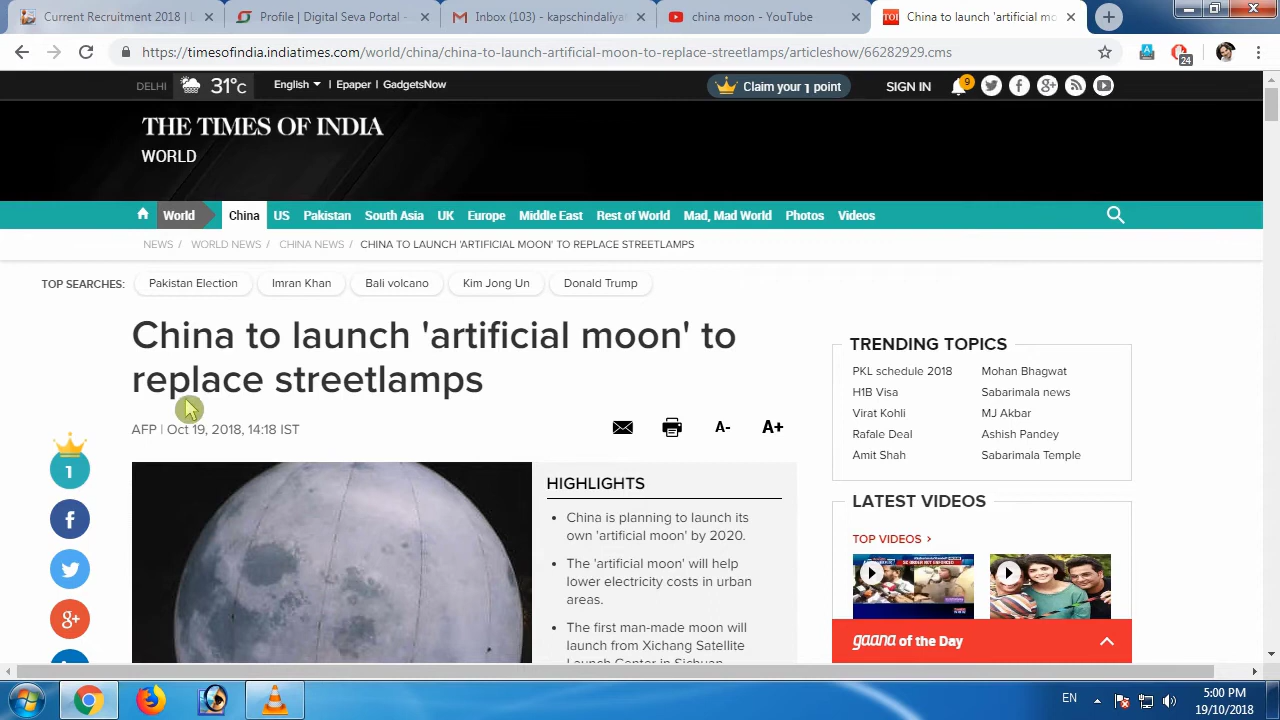 Current Recruitment 2018
Profile | Digital Seva Portal -
Inbox (103) - kapschindaliy
china moon - YouTube
TOI
China to launch 'artificial mo
https://timesofindia.indiatimes.com/world/china/china-to-launch-artificial-moon-to-replace-streetlamps/articleshow/66282929.cms
24
DELHI
31°C
English
| Epaper | GadgetsNow
Claim your 1 point
SIGN IN
9
THE TIMES OF INDIA
WORLD
World
China
US
Pakistan
South Asia
UK
Europe
Middle East
Rest of World
Mad, Mad World
Photos
Videos
NEWS / WORLD NEWS / CHINA NEWS / CHINA TO LAUNCH 'ARTIFICIAL MOON' TO REPLACE STREETLAMPS
TOP SEARCHES:
Pakistan Election
Imran Khan
Bali volcano
Kim Jong Un
Donald Trump
China to launch 'artificial moon' to
replace streetlamps
AFP | Oct 19, 2018, 14:18 IST
A-
A+
1
HIGHLIGHTS
• China is planning to launch its
own 'artificial moon' by 2020.
• The 'artificial moon' will help
lower electricity costs in urban
areas.
• The first man-made moon will
launch from Xichang Satellite
Launch Center in Sichuan
TRENDING TOPICS
PKL schedule 2018
Mohan Bhagwat
H1B Visa
Sabarimala news
Virat Kohli
MJ Akbar
Rafale Deal
Ashish Pandey
Amit Shah
Sabarimala Temple
LATEST VIDEOS
TOP VIDEOS >
gaana of the Day
EN
5:00 PM
19/10/2018